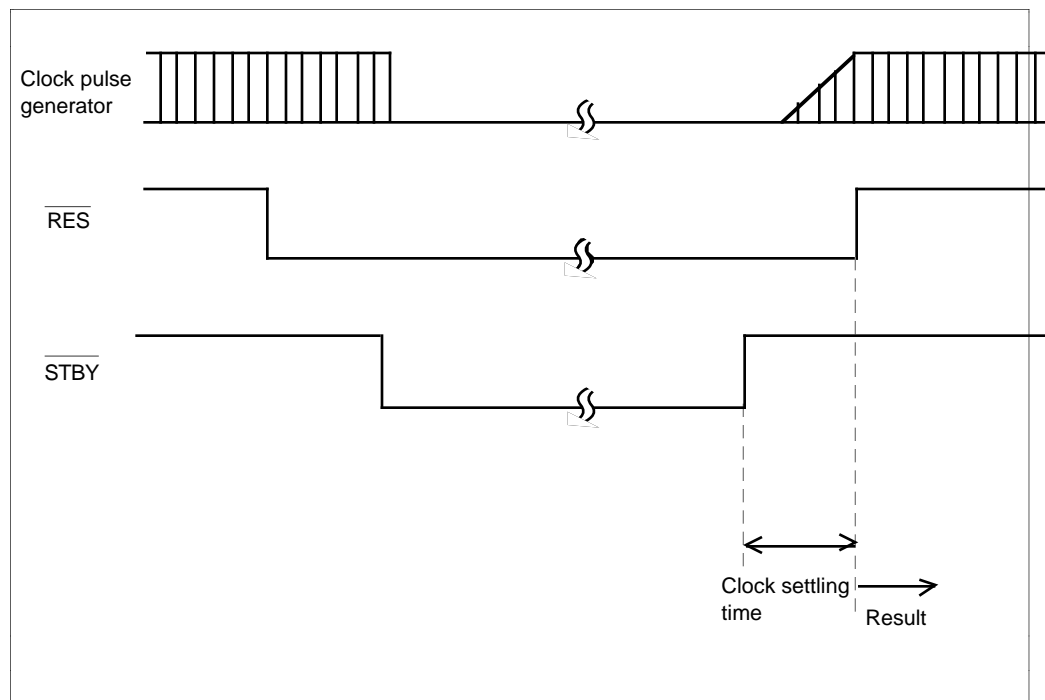 Clock pulse
generator
RES
STBY
Clock settling
time
Result